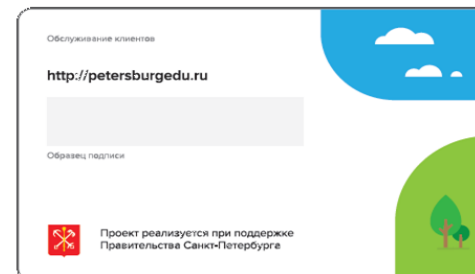 Обслуживание клиентов
http://petersburgedu.ru
Образец подписи
Проект реализуется при поддержке
Правительства Санкт-Петербурга